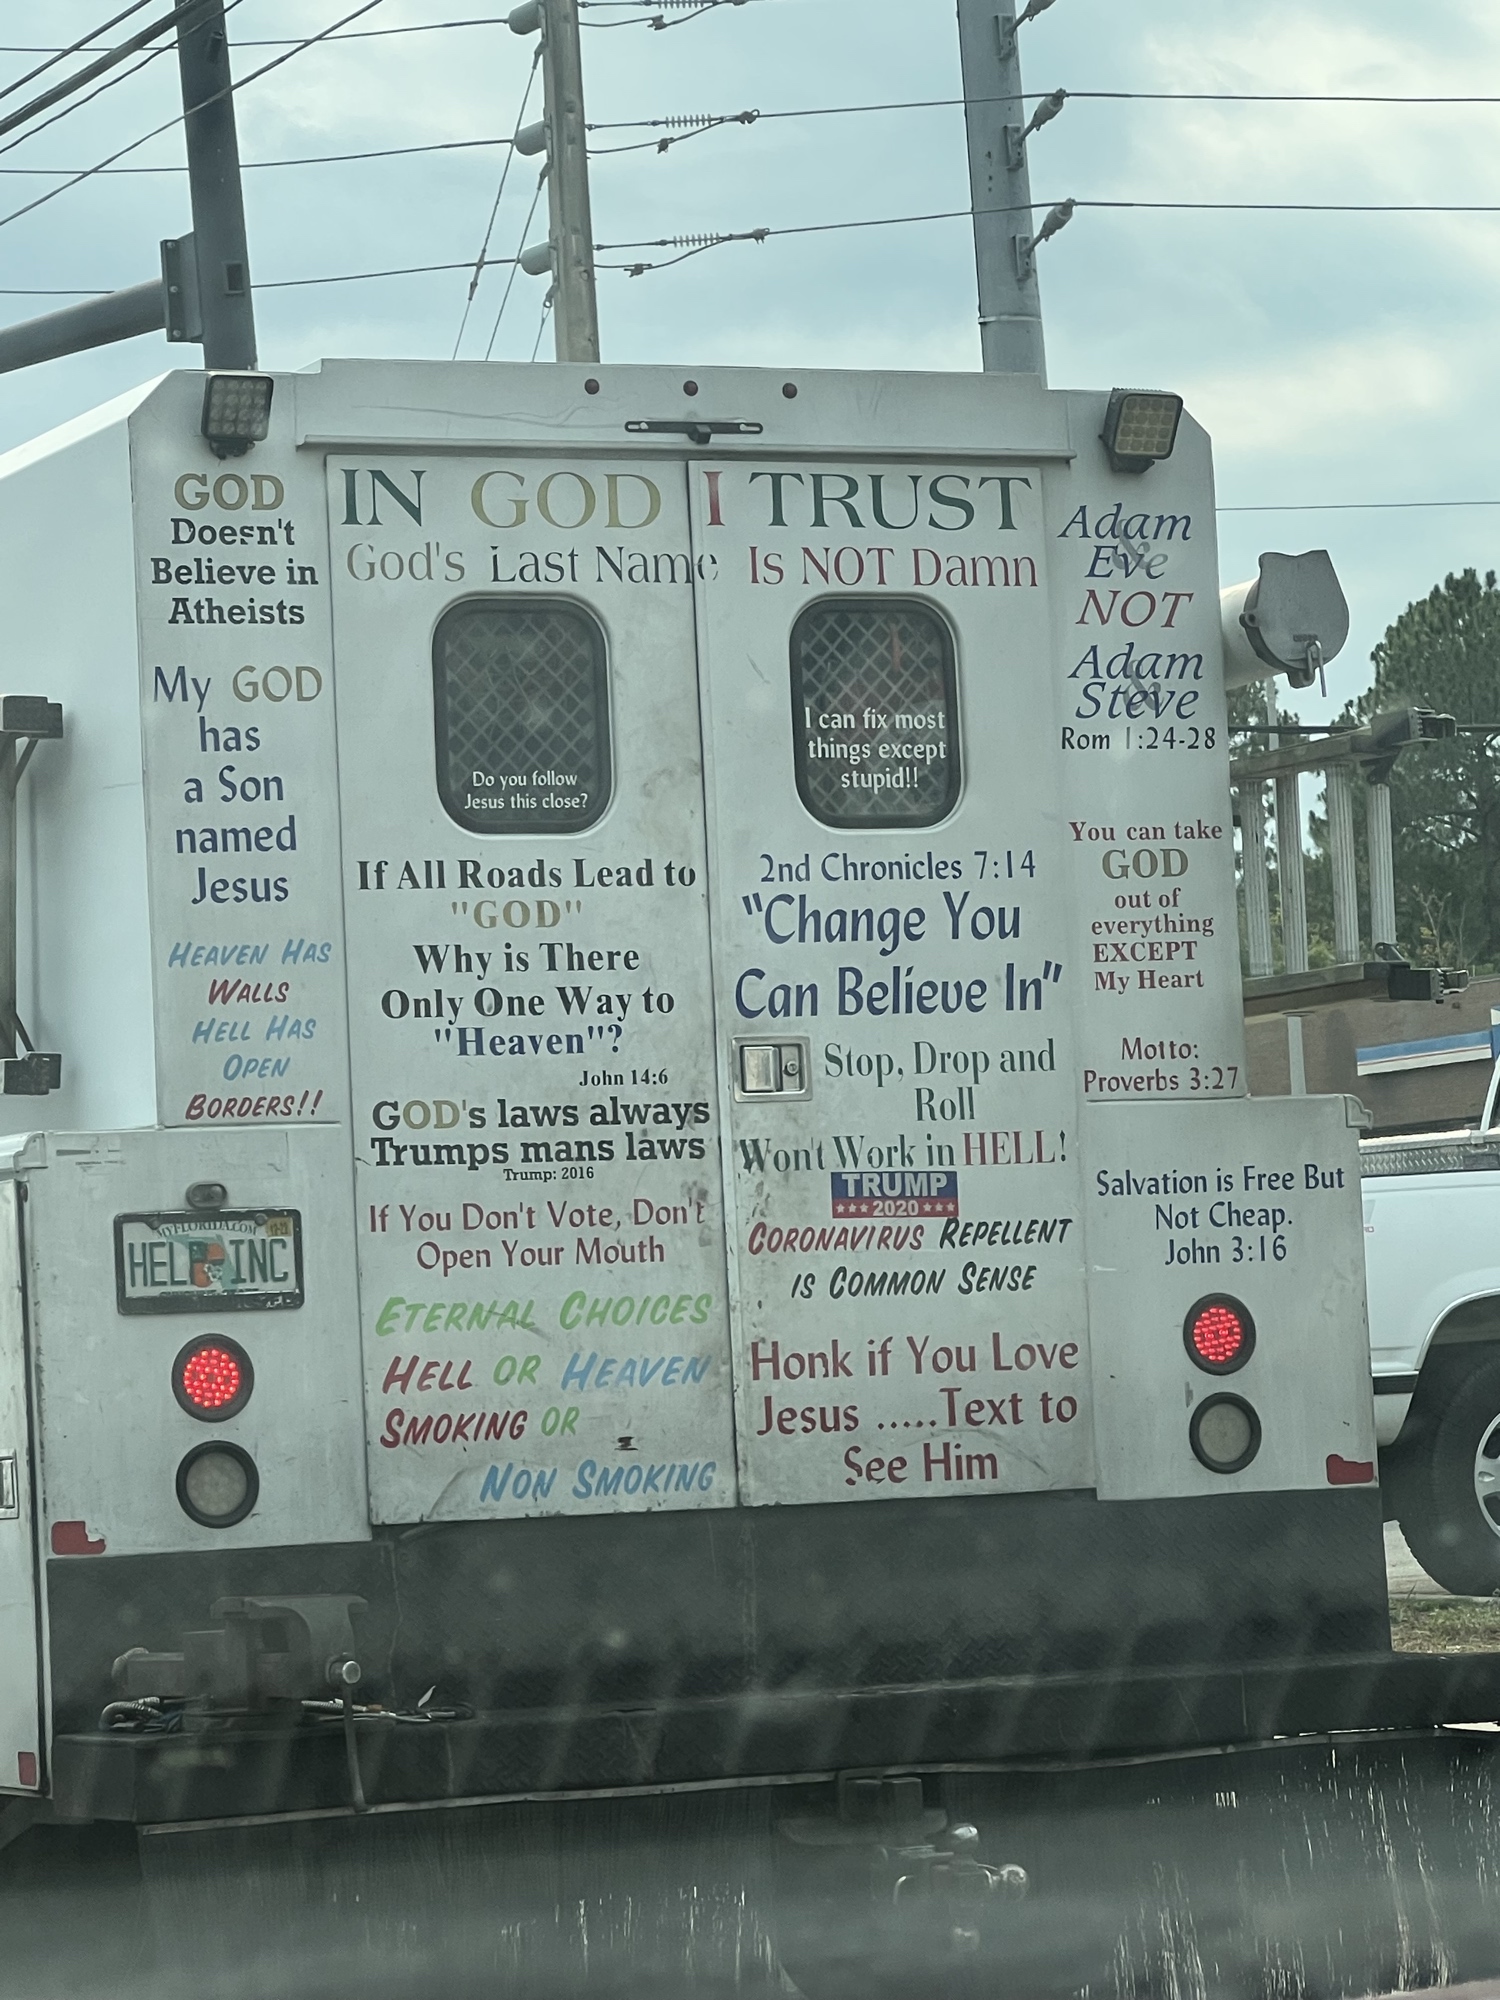 IN GOD I TRUST
God's Last Name Is NOT Damn
GOD
Doesn't
Believe in
Atheists
My GOD
has
a Son
named
Jesus
HEAVEN HAS
WALLS
HELL HAS
OPEN
BORDERS!!
MYFLORIDA.COM
HEL INC
Do you follow
Jesus this close?
If All Roads Lead to
"GOD"
Why is There
Only One Way to
"Heaven"?
John 14:6
GOD's laws always
Trumps mans laws
Trump: 2016
If You Don't Vote, Don't
Open Your Mouth
ETERNAL CHOICES
HELL OR HEAVEN
SMOKING OR
NON SMOKING
I can fix most
things except
stupid!!
2nd Chronicles 7:14
"Change You
Can Believe In"
Stop, Drop and
Roll
Won't Work in HELL!
TRUMP
2020
CORONAVIRUS REPELLENT
IS COMMON SENSE
Honk if You Love
Jesus .....Text to
See Him
Adam
&
Eve
NOT
Adam
&
Steve
Rom 1:24-28
You can take
GOD
out of
everything
EXCEPT
My Heart
Motto:
Proverbs 3:27
Salvation is Free But
Not Cheap.
John 3:16